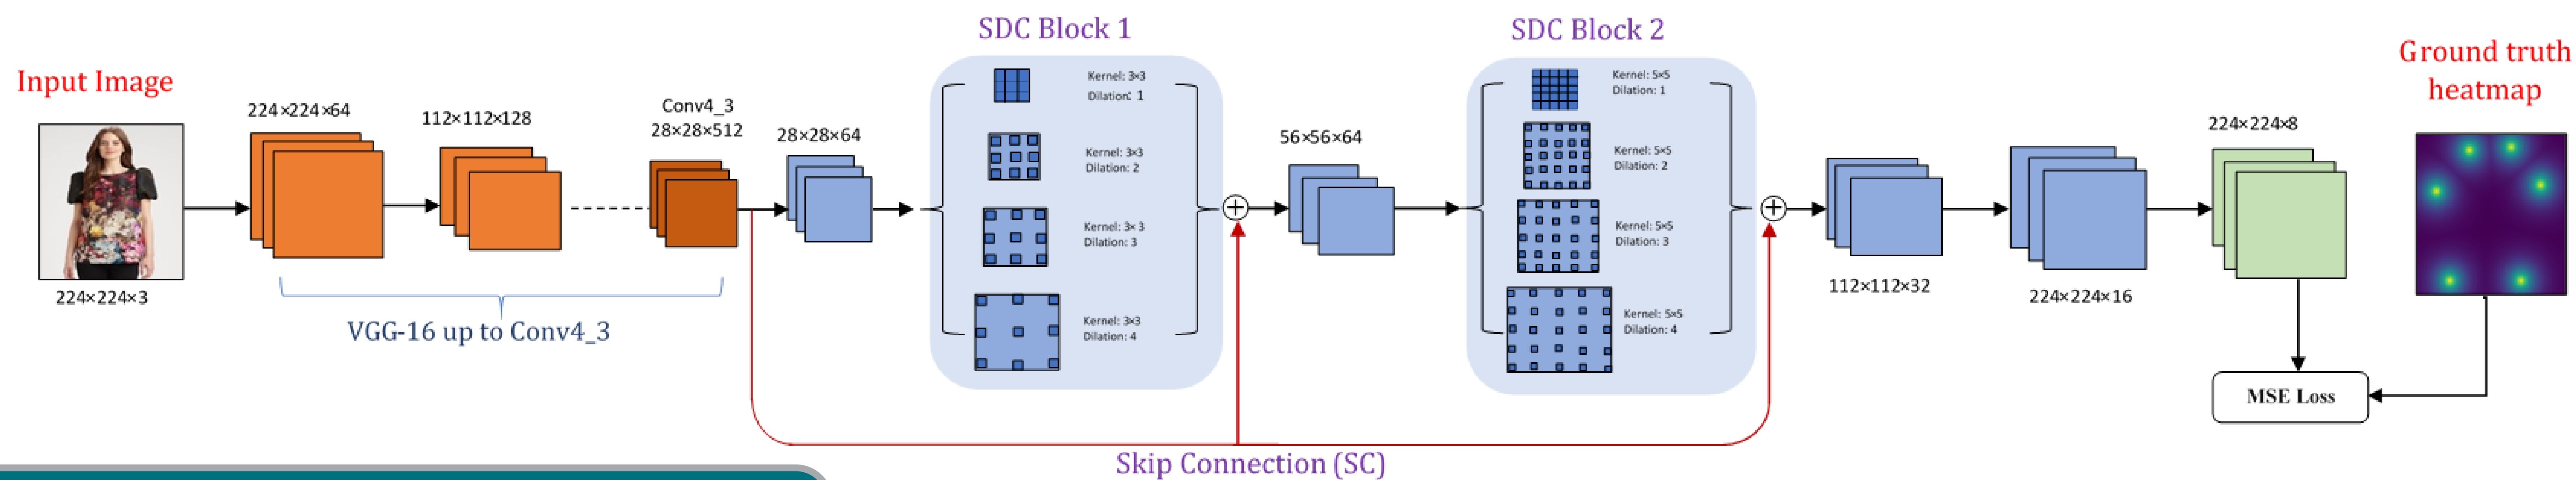 SDC Block 1
SDC Block 2
Ground truth
heatmap
Input Image
224×224×64
112×112×128
Conv4_3
28×28×512
28×28×64
Kernel: 3×3
Dilation: 1
Kernel: 3×3
Dilation: 2
Kernel: 3× 3
Dilation: 3
Kernel: 3×3
Dilation: 4
56×56×64
Kernel: 5×5
Dilation: 1
Kernel: 5×5
Dilation: 2
Kernel: 5×5
Dilation: 3
Kernel: 5×5
Dilation: 4
224×224×8
224×224×3
112×112×32
224×224×16
VGG-16 up to Conv4_3
MSE Loss
Skip Connection (SC)